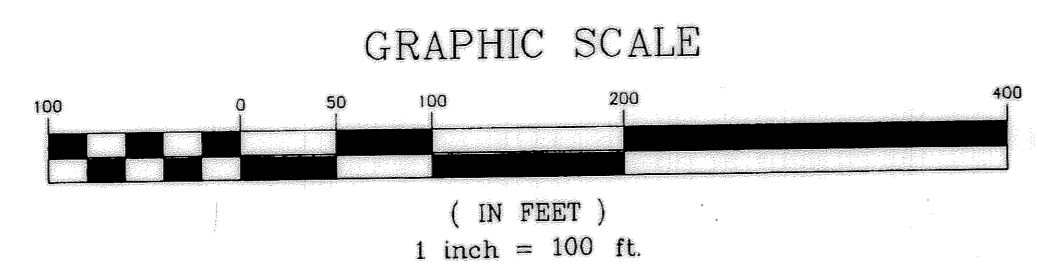 GRAPHIC SCALE
100 0 50 100 200 400
( IN FEET )
1 inch = 100 ft.